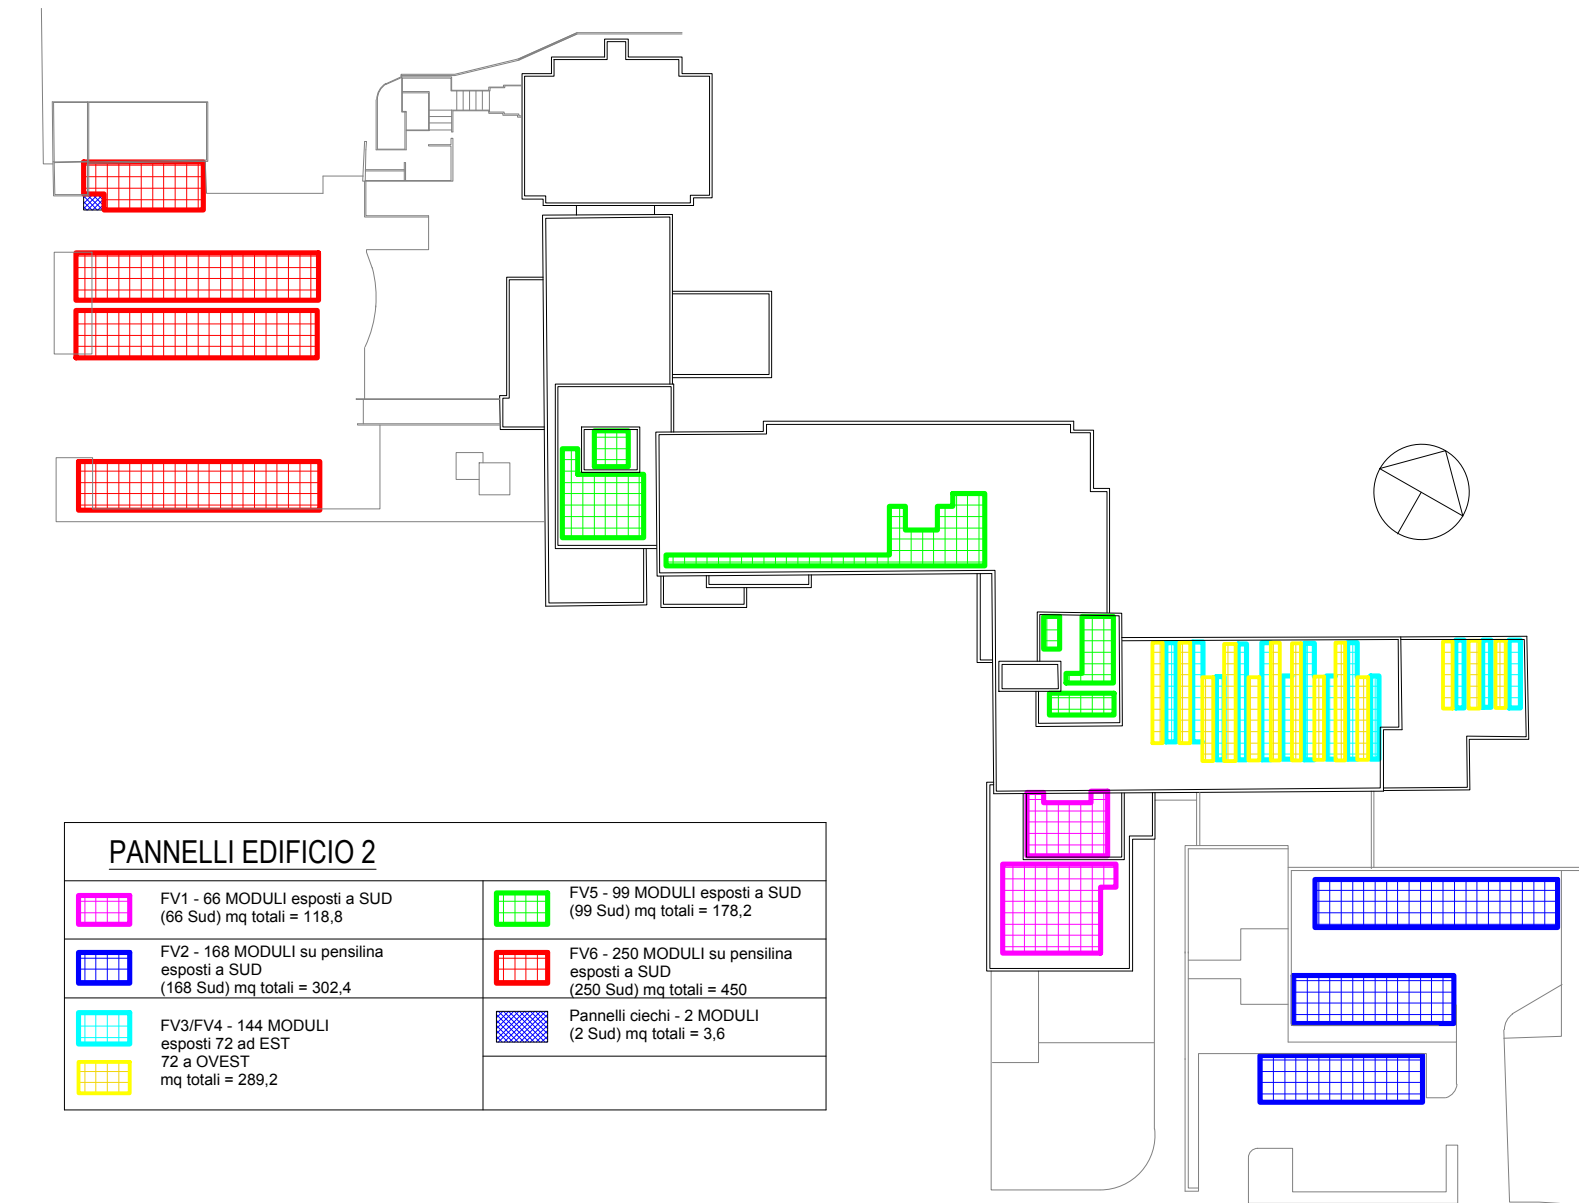 PANNELLI EDIFICIO 2
FV1 - 66 MODULI esposti a SUD
(66 Sud) mq totali = 118,8
FV5 - 99 MODULI esposti a SUD
(99 Sud) mq totali = 178,2
FV2 - 168 MODULI su pensilina
esposti a SUD
(168 Sud) mq totali = 302,4
FV6 - 250 MODULI su pensilina
esposti a SUD
(250 Sud) mq totali = 450
FV3/FV4 - 144 MODULI
esposti 72 ad EST
72 a OVEST
mq totali = 289,2
Pannelli ciechi - 2 MODULI
(2 Sud) mq totali = 3,6